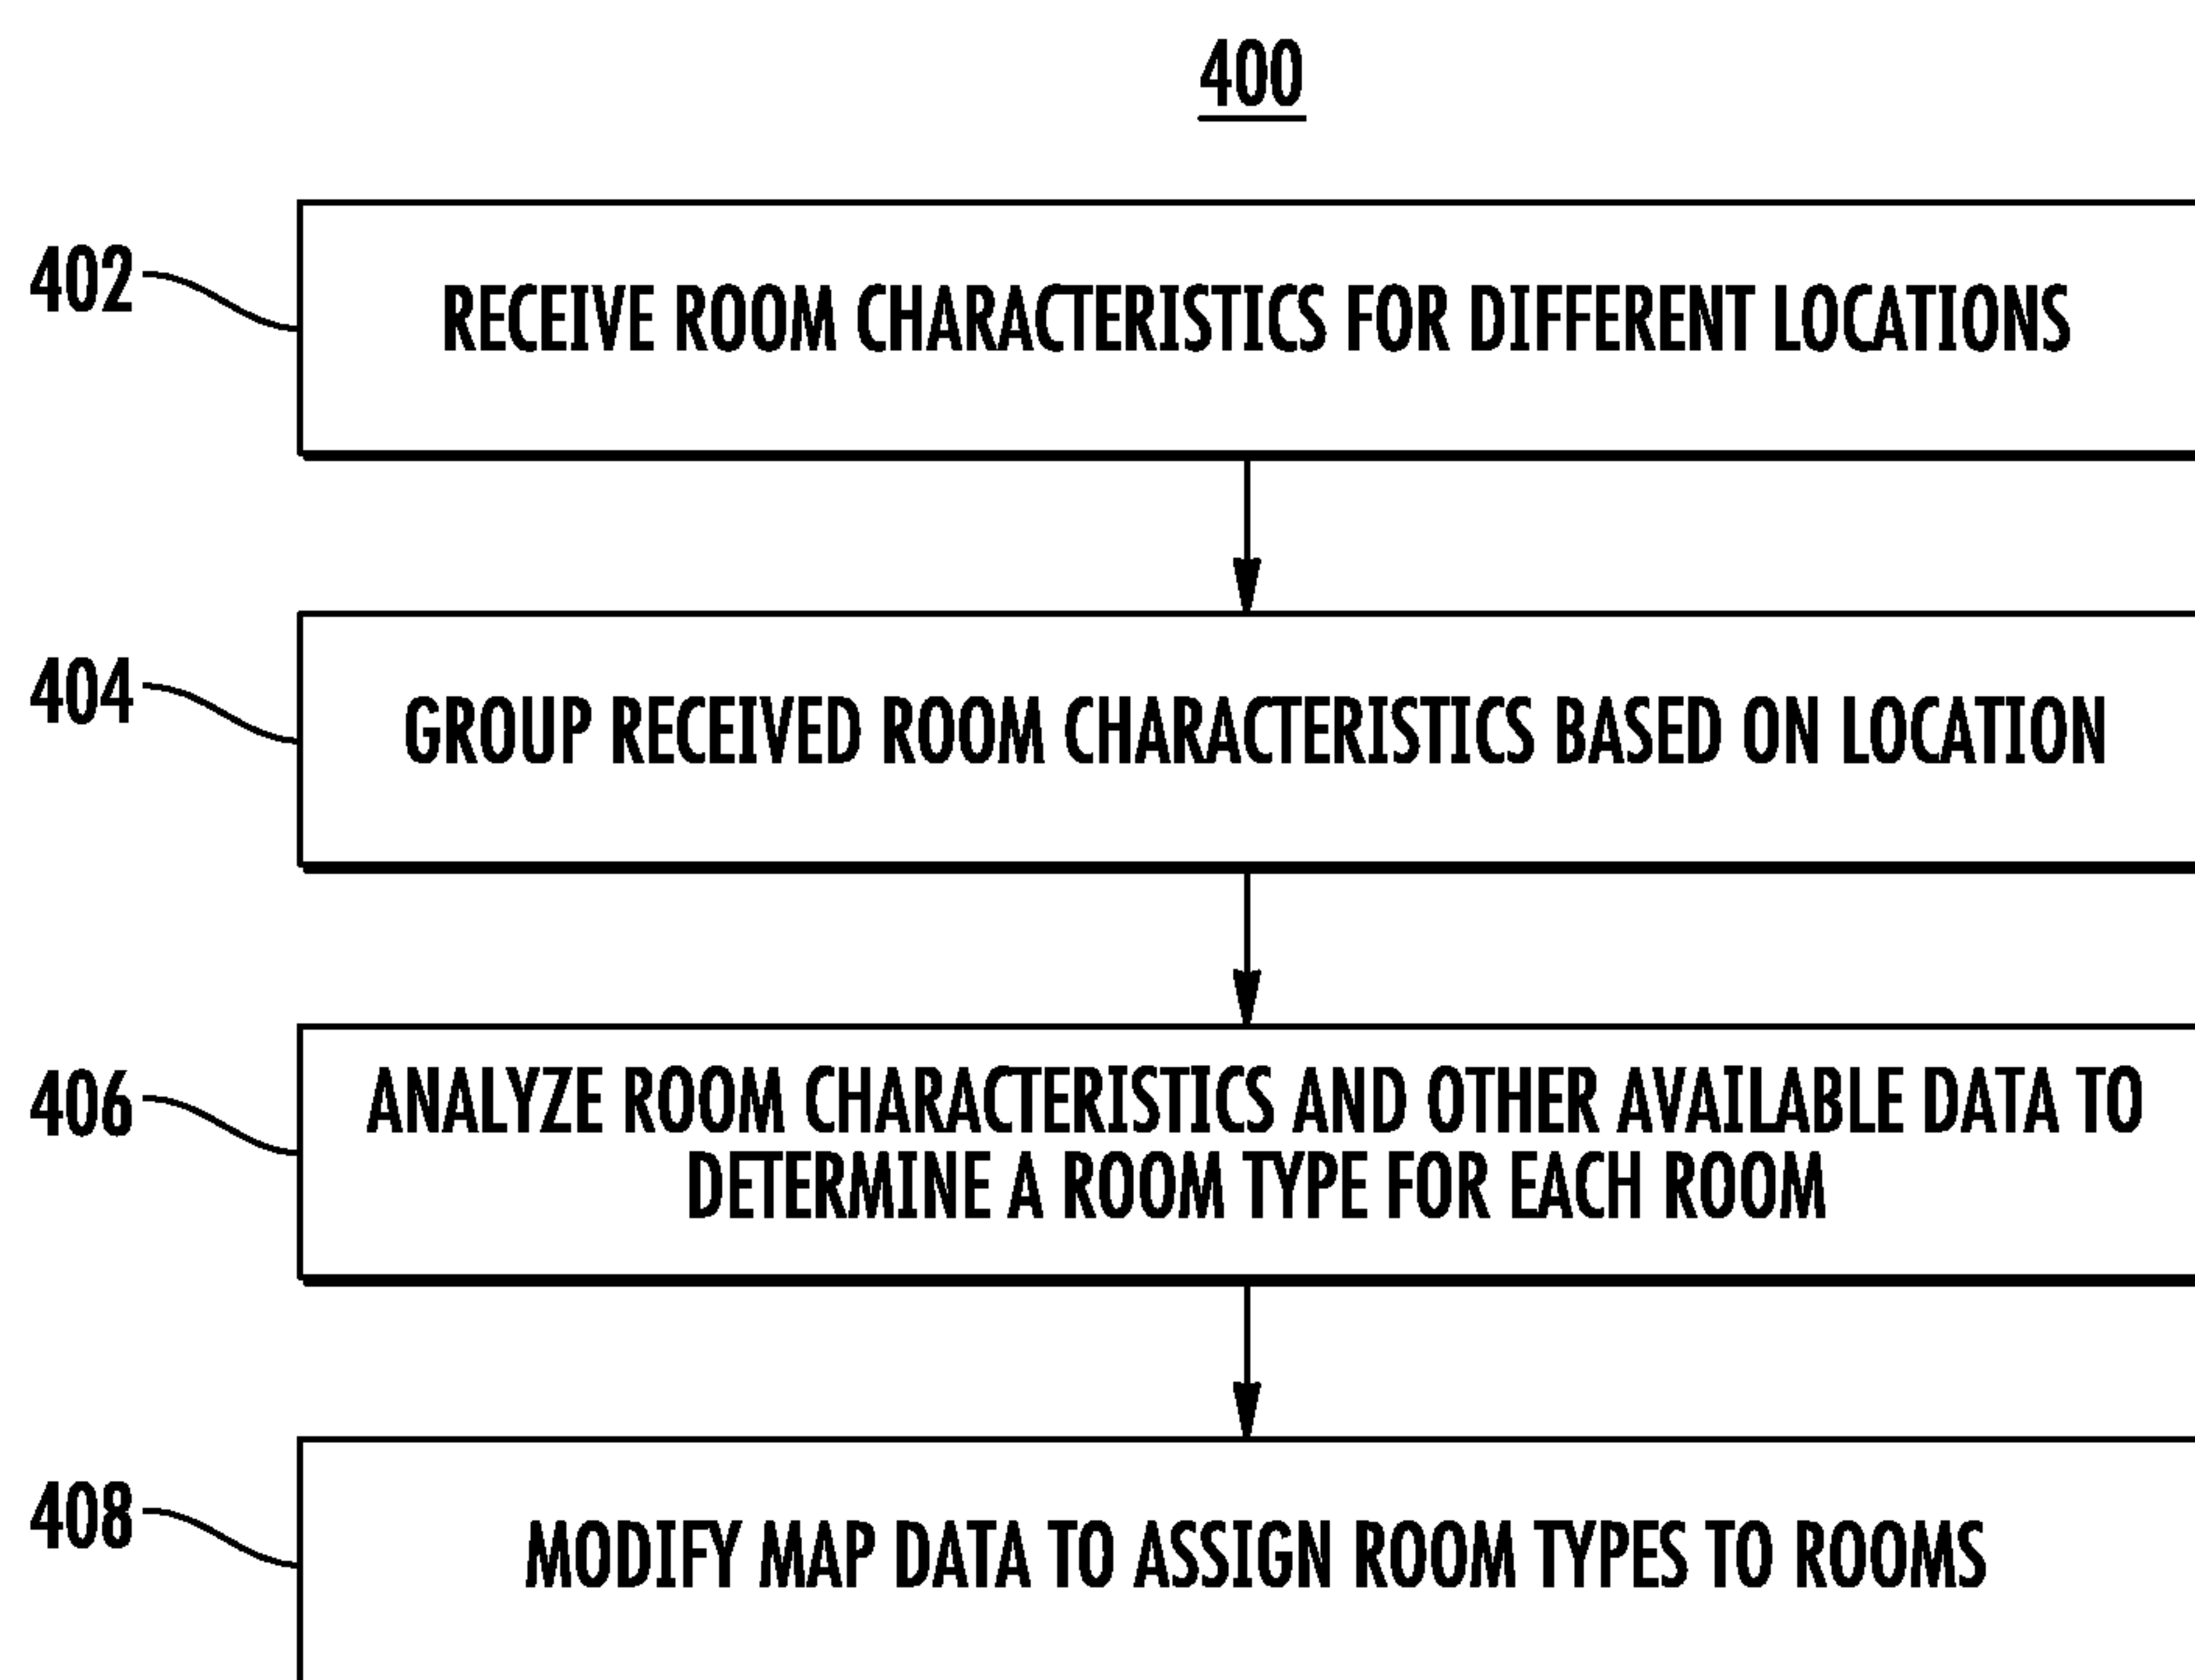 400
402
RECEIVE ROOM CHARACTERISTICS FOR DIFFERENT LOCATIONS
404
GROUP RECEIVED ROOM CHARACTERISTICS BASED ON LOCATION
406
ANALYZE ROOM CHARACTERISTICS AND OTHER AVAILABLE DATA TO
DETERMINE A ROOM TYPE FOR EACH ROOM
408
MODIFY MAP DATA TO ASSIGN ROOM TYPES TO ROOMS